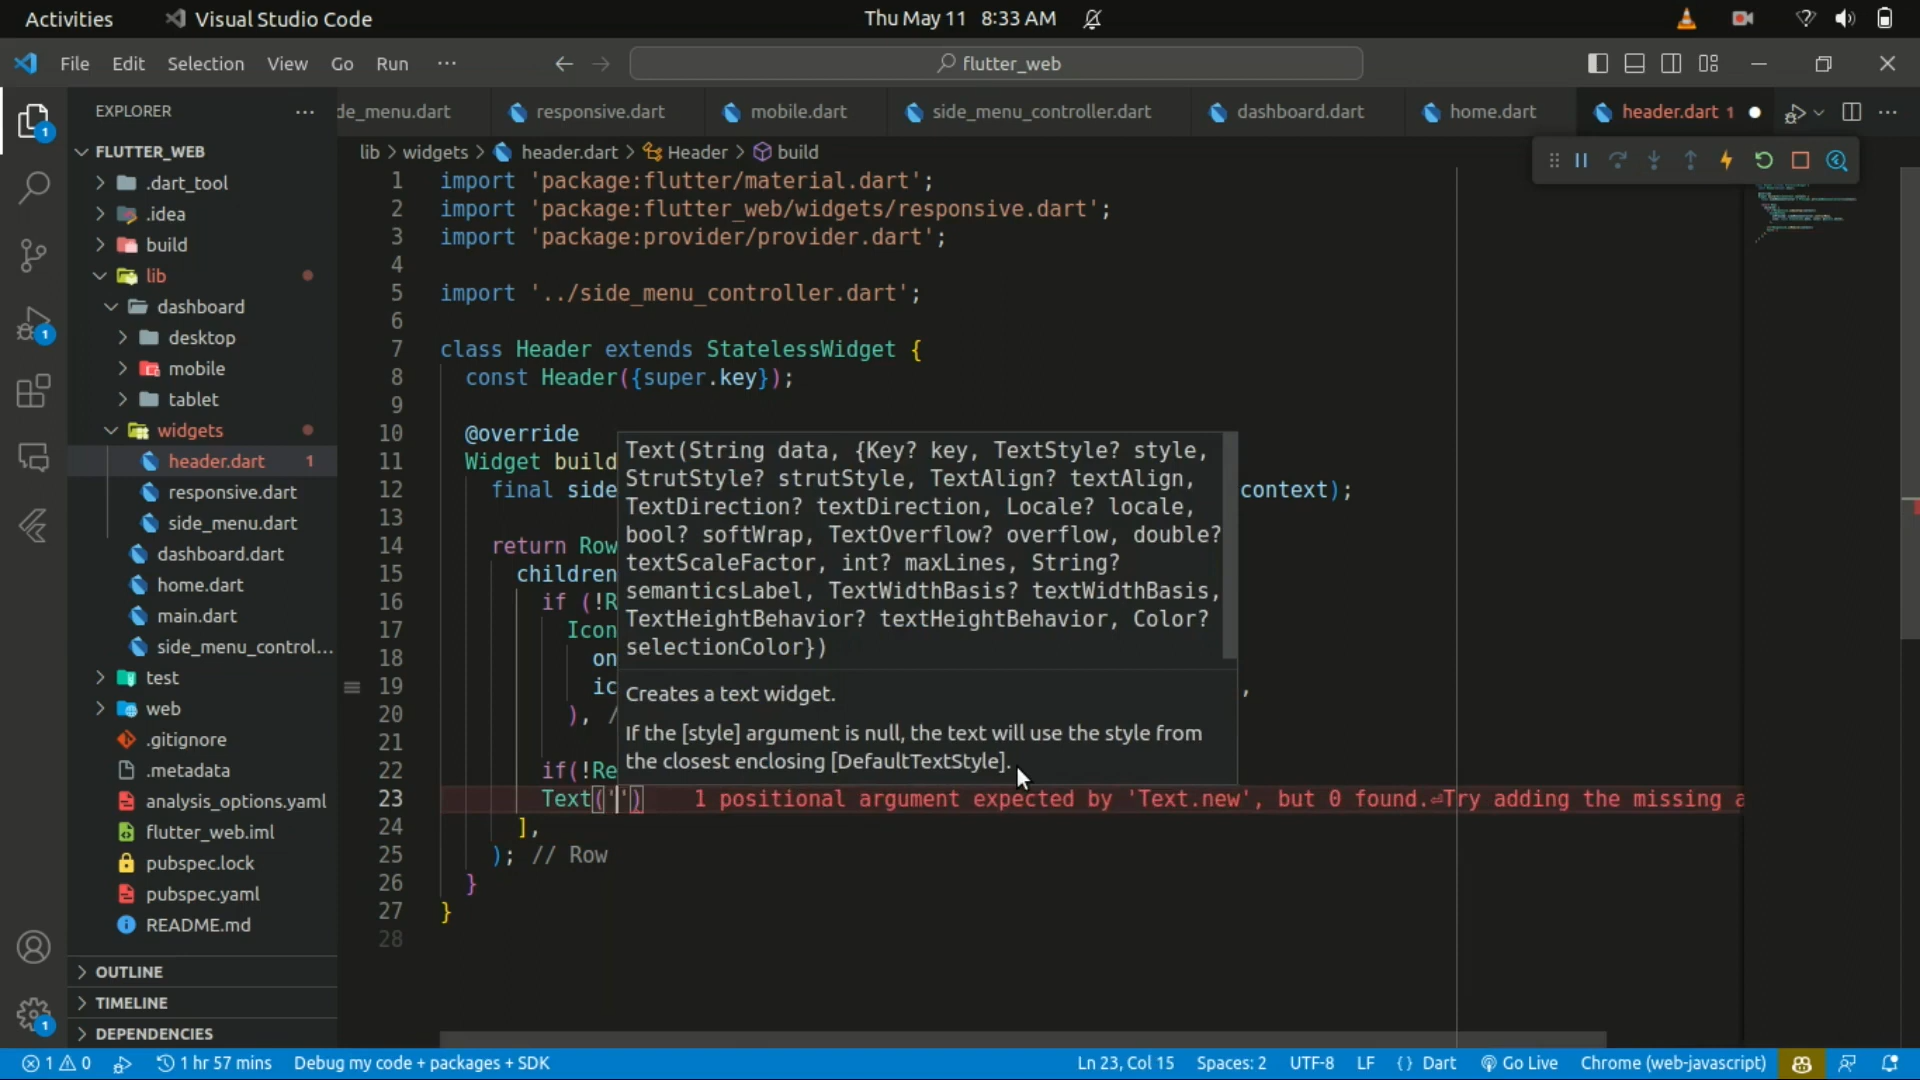 Activities
Visual Studio Code
Thu May 11 8:33 AM
File Edit Selection View Go Run ···
flutter_web
EXPLORER
de_menu.dart
responsive.dart
mobile.dart
side_menu_controller.dart
dashboard.dart
home.dart
header.dart 1
FLUTTER_WEB
.dart_tool
.idea
build
lib
dashboard
desktop
mobile
tablet
widgets
header.dart 1
responsive.dart
side_menu.dart
dashboard.dart
home.dart
main.dart
side_menu_control...
test
web
.gitignore
.metadata
analysis_options.yaml
flutter_web.iml
pubspec.lock
pubspec.yaml
README.md
OUTLINE
TIMELINE
DEPENDENCIES
1
1
1
lib > widgets > header.dart > Header > build
1 import 'package:flutter/material.dart';
2 import 'package:flutter_web/widgets/responsive.dart';
3 import 'package:provider/provider.dart';
4
5 import '../side_menu_controller.dart';
6
7 class Header extends StatelessWidget {
8 const Header({super.key});
9
10 @override
11 Widget build
12 final side context);
13
14 return Row
15 children
16 if (!R
17 Icon
18 on
19 ic ,
20 ), /
21
22 if(!Re
23 Text('') 1 positional argument expected by 'Text.new', but 0 found.⏎Try adding the missing a
24 ],
25 ); // Row
26 }
27 }
28
Text(String data, {Key? key, TextStyle? style,
StrutStyle? strutStyle, TextAlign? textAlign,
TextDirection? textDirection, Locale? locale,
bool? softWrap, TextOverflow? overflow, double?
textScaleFactor, int? maxLines, String?
semanticsLabel, TextWidthBasis? textWidthBasis,
TextHeightBehavior? textHeightBehavior, Color?
selectionColor})
Creates a text widget.
If the [style] argument is null, the text will use the style from
the closest enclosing [DefaultTextStyle].
1 0 1 hr 57 mins Debug my code + packages + SDK
Ln 23, Col 15 Spaces: 2 UTF-8 LF {} Dart Go Live Chrome (web-javascript)